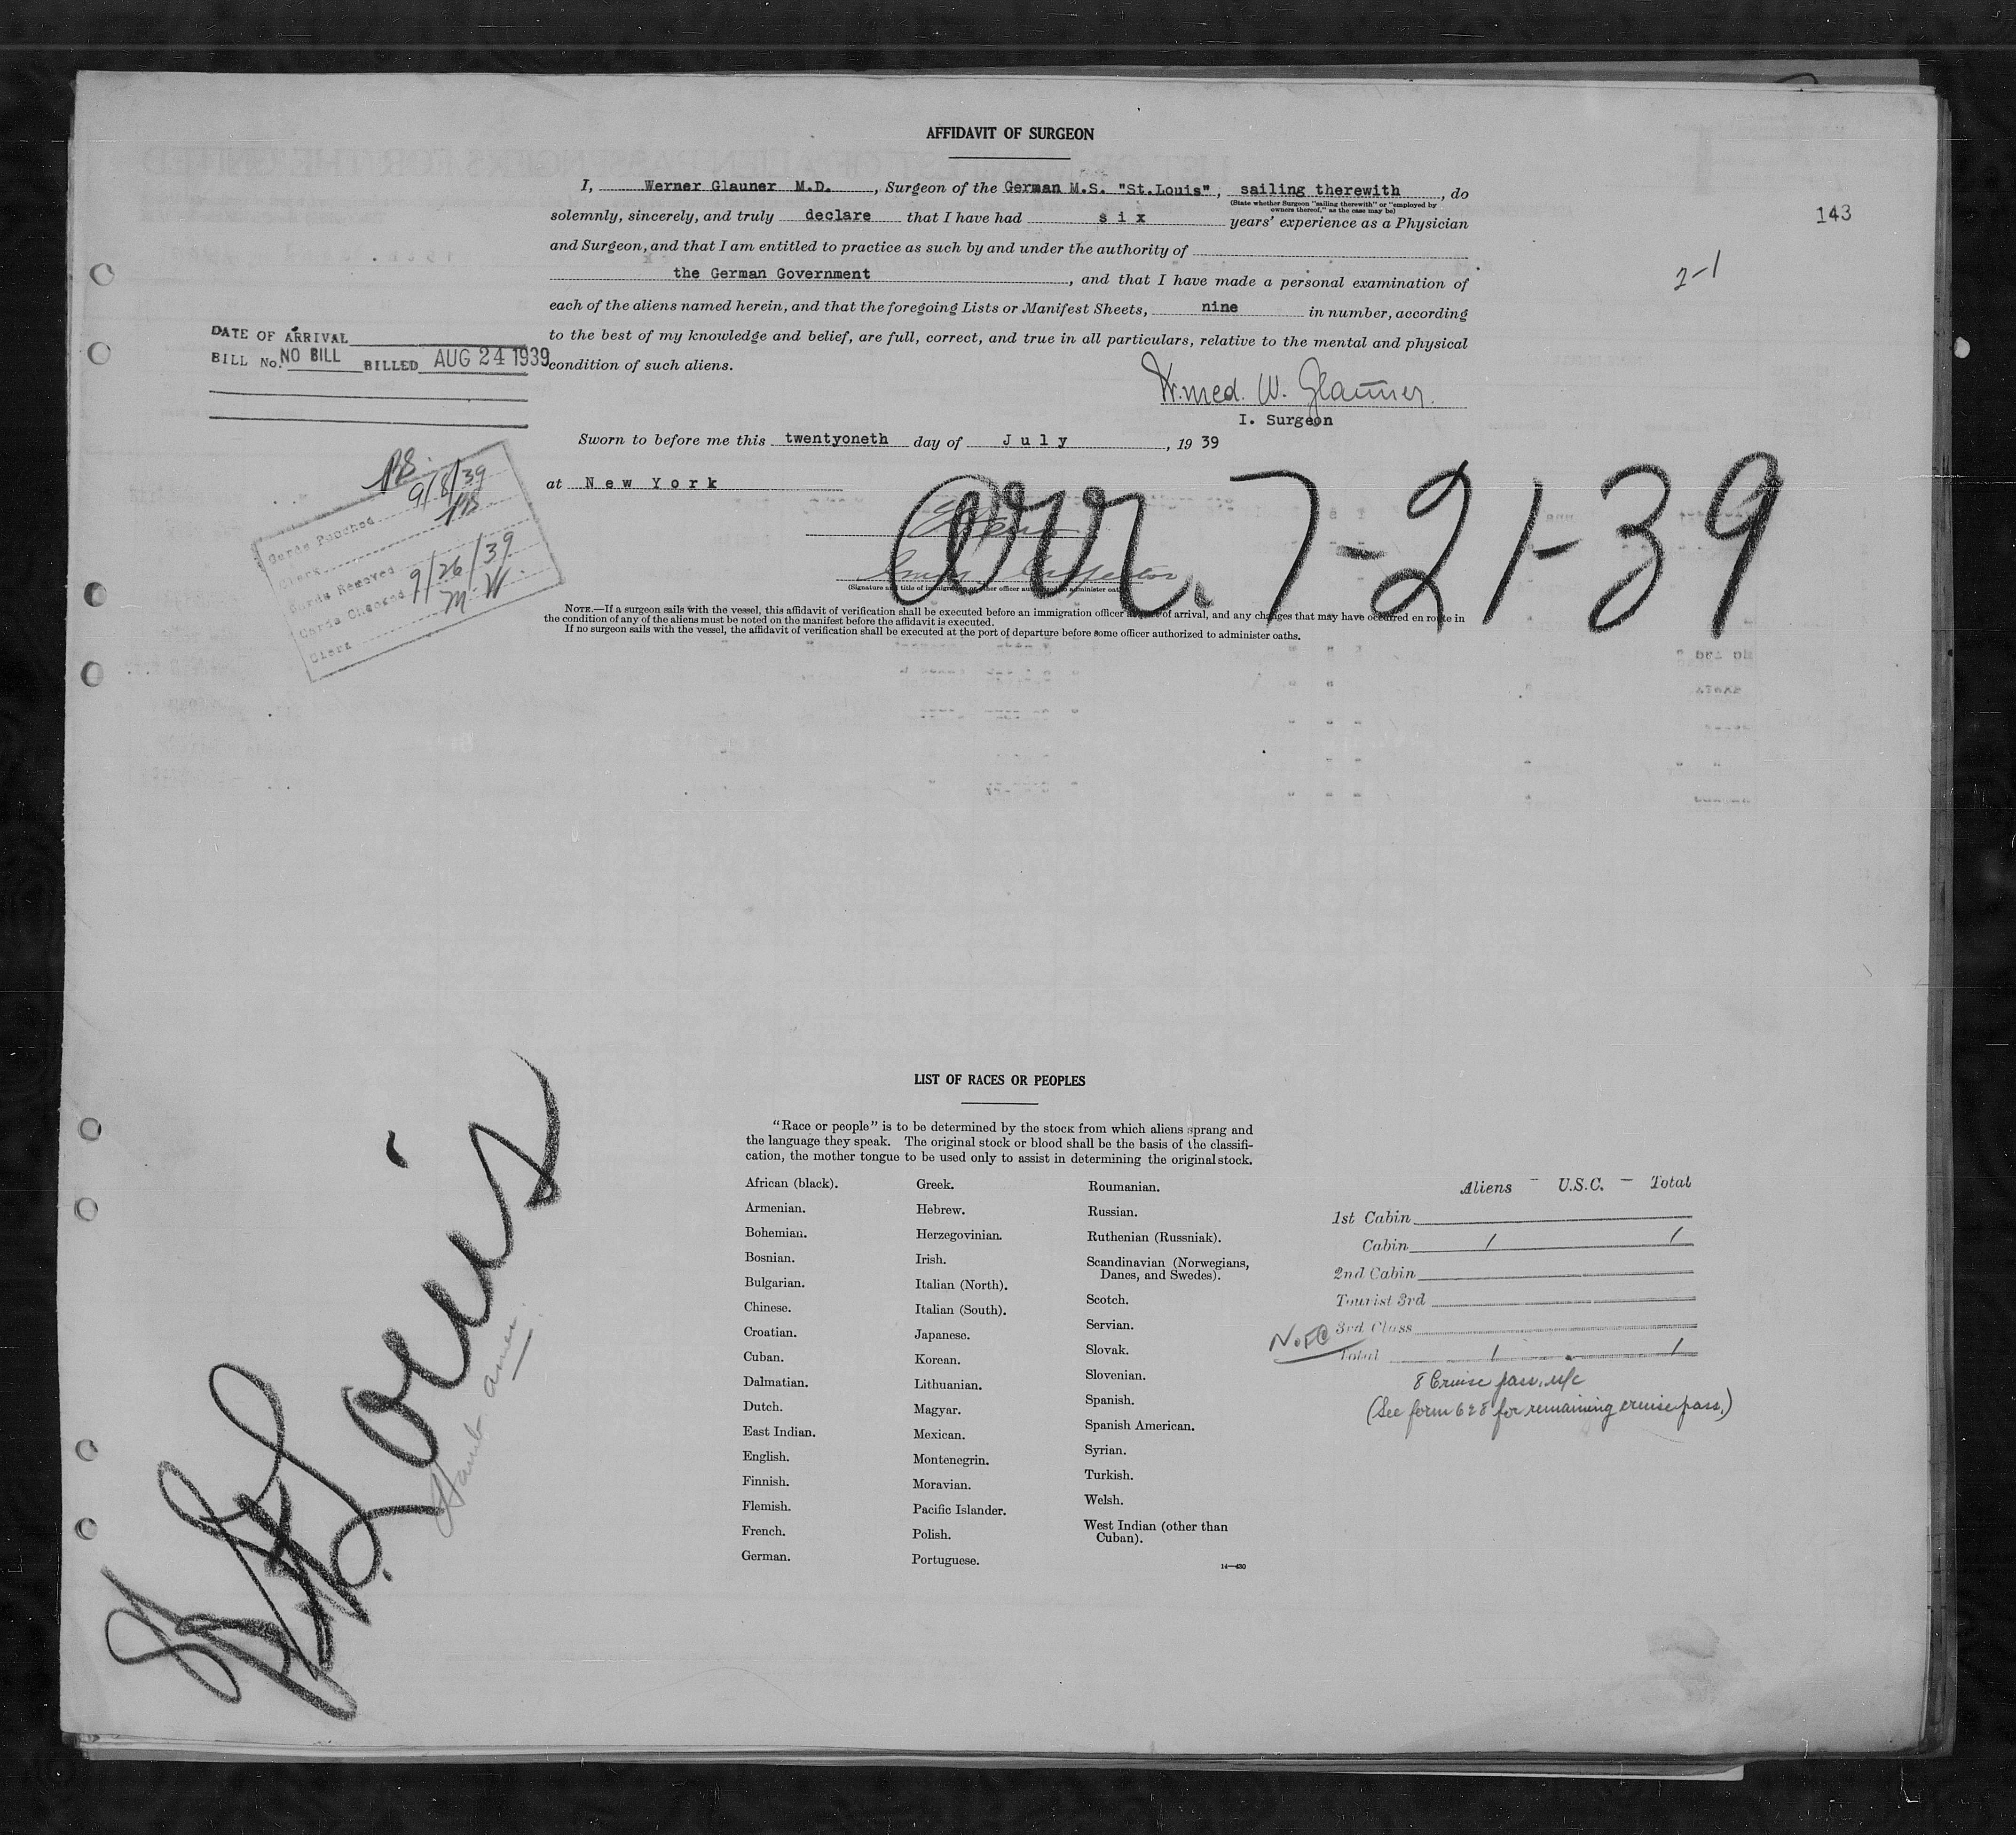 AFFIDAVIT OF SURGEON
I, Werner Glauner M.D. , Surgeon of the German M.S. "St.Louis" , sailing therewith , do
(State whether Surgeon "sailing therewith" or "employed by
owners thereof," as the case may be)
solemnly, sincerely, and truly declare that I have had s i x years' experience as a Physician
and Surgeon, and that I am entitled to practice as such by and under the authority of
the German Government , and that I have made a personal examination of
each of the aliens named herein, and that the foregoing Lists or Manifest Sheets, nine in number, according
to the best of my knowledge and belief, are full, correct, and true in all particulars, relative to the mental and physical
condition of such aliens.
143
2-1
DATE OF ARRIVAL
BILL No. NO BILL BILLED AUG 24 1939
Dr. med. W. Glauner.
I. Surgeon
Sworn to before me this twentyoneth day of J u l y , 19 39
at N e w Y o r k
arr. 7-21-39
Cards Punched 9/8/39
Clerk
Cards Removed
Cards Checked 9/26/39
Clerk M W.
NOTE.—If a surgeon sails with the vessel, this affidavit of verification shall be executed before an immigration officer of arrival, and any changes that may have occurred en route in
the condition of any of the aliens must be noted on the manifest before the affidavit is executed.
If no surgeon sails with the vessel, the affidavit of verification shall be executed at the port of departure before some officer authorized to administer oaths.
St. Louis
Hamb amer.
LIST OF RACES OR PEOPLES
"Race or people" is to be determined by the stock from which aliens sprang and
the language they speak. The original stock or blood shall be the basis of the classifi-
cation, the mother tongue to be used only to assist in determining the original stock.
African (black).
Armenian.
Bohemian.
Bosnian.
Bulgarian.
Chinese.
Croatian.
Cuban.
Dalmatian.
Dutch.
East Indian.
English.
Finnish.
Flemish.
French.
German.
Greek.
Hebrew.
Herzegovinian.
Irish.
Italian (North).
Italian (South).
Japanese.
Korean.
Lithuanian.
Magyar.
Mexican.
Montenegrin.
Moravian.
Pacific Islander.
Polish.
Portuguese.
Roumanian.
Russian.
Ruthenian (Russniak).
Scandinavian (Norwegians,
Danes, and Swedes).
Scotch.
Servian.
Slovak.
Slovenian.
Spanish.
Spanish American.
Syrian.
Turkish.
Welsh.
West Indian (other than
Cuban).
14—430
Aliens - U.S.C. - Total
1st Cabin
Cabin 1 1
2nd Cabin
Tourist 3rd
3rd Class
Total 1 1
8 Cruise pass.
(See form 628 for remaining cruise pass.)